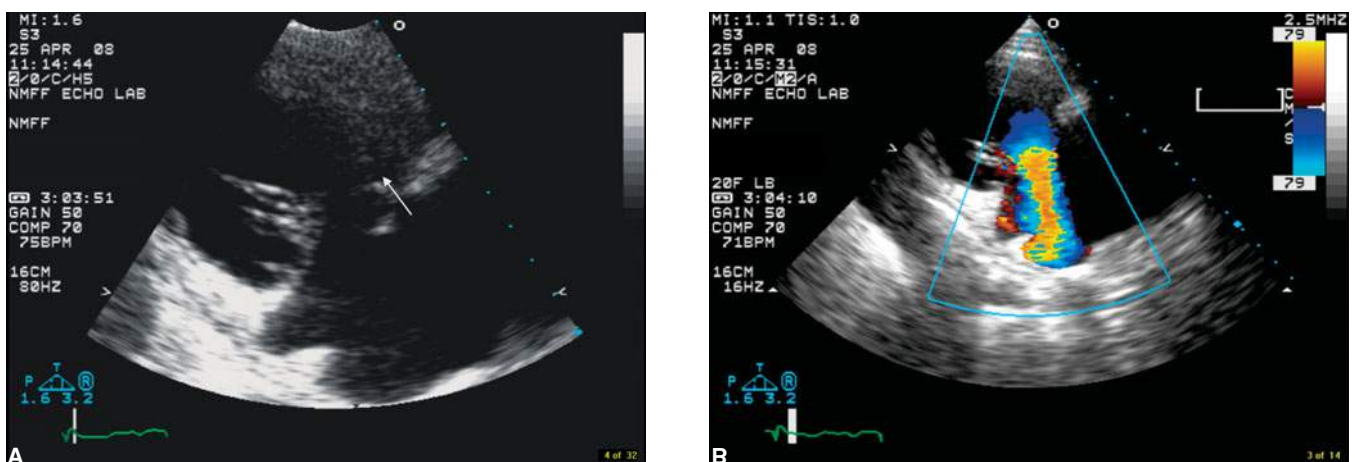 MI:1.6
S3
25 APR 08
11:14:44
2/0/C/H5
NMFF ECHO LAB
NMFF
3:03:51
GAIN 50
COMP 70
75BPM
16CM
80HZ
P T R
1.6 3.2
A
4 of 32
MI:1.1 TIS:1.0
2.5MHZ
S3
79
25 APR 08
11:15:31
2/0/C/M2/A
NMFF ECHO LAB
CM/S
NMFF
79
20F LB
3:04:10
GAIN 50
COMP 70
71BPM
16CM
16HZ
P T R
1.6 3.2
B
3 of 14